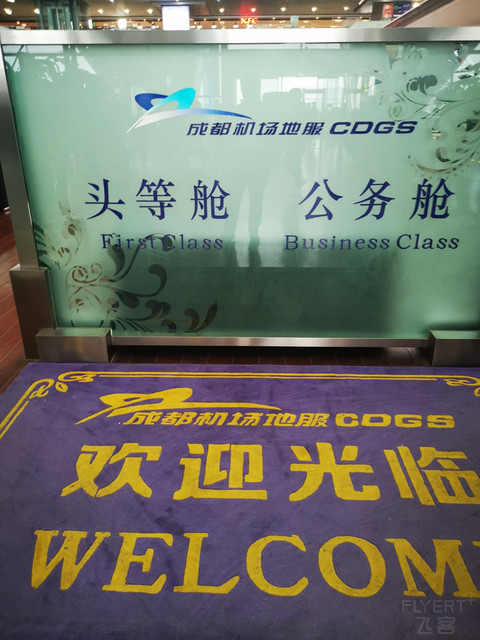 KFC
成都机场地服 CDGS
头等舱 公务舱
First Class Business Class
成都机场地服 CDGS
欢迎光临
WELCOM
FLYERT
飞客